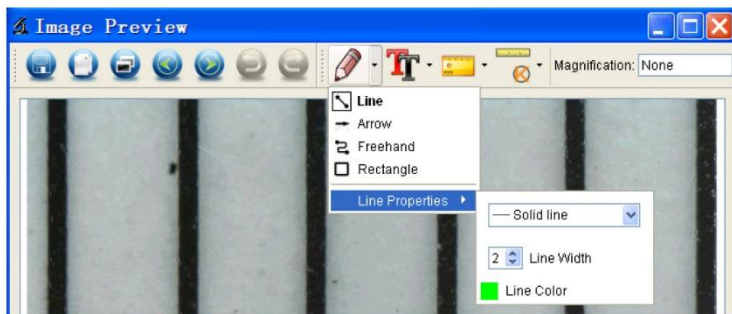 Image Preview
Magnification: None
Line
Arrow
Freehand
Rectangle
Line Properties
Solid line
2 Line Width
Line Color